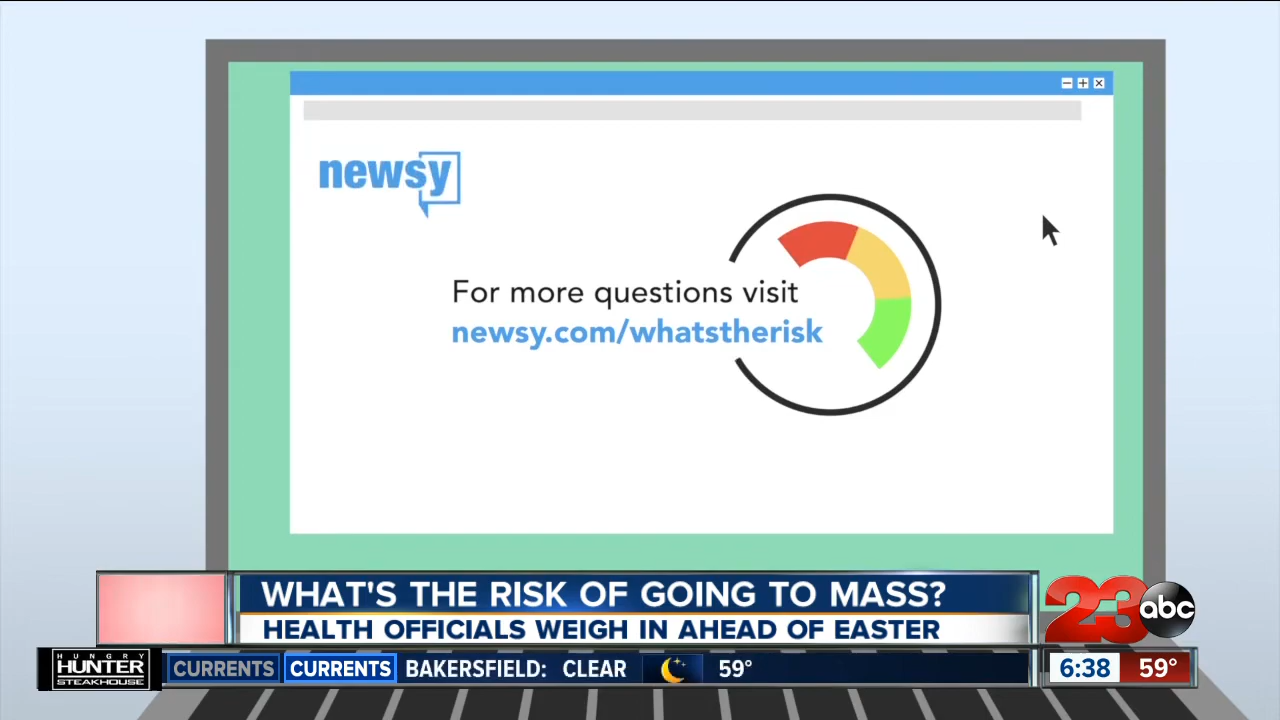 newsy
For more questions visit
newsy.com/whatstherisk
WHAT'S THE RISK OF GOING TO MASS?
HEALTH OFFICIALS WEIGH IN AHEAD OF EASTER
23 abc
HUNGRY
HUNTER
STEAKHOUSE
CURRENTS CURRENTS BAKERSFIELD: CLEAR 59°
6:38 59°